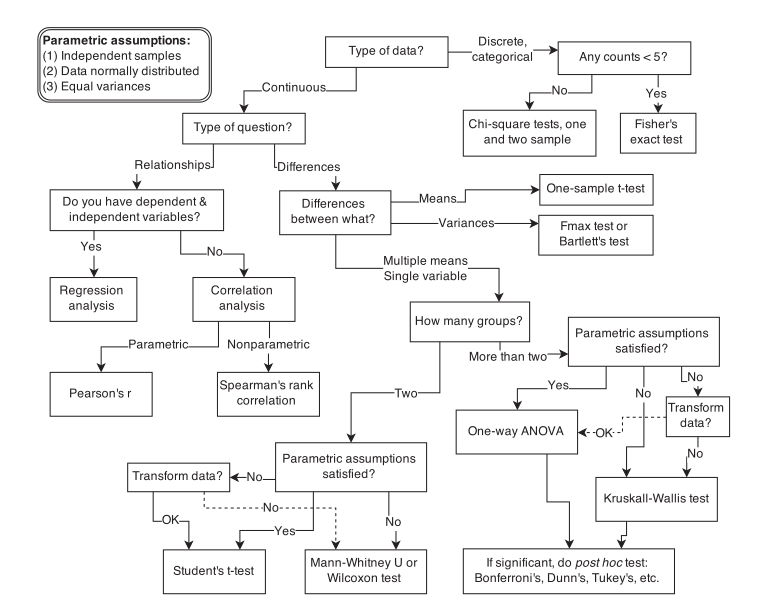 Parametric assumptions:
(1) Independent samples
(2) Data normally distributed
(3) Equal variances
Type of data?
Discrete,
categorical
Any counts < 5?
Continuous
No
Yes
Type of question?
Chi-square tests, one
and two sample
Fisher's
exact test
Relationships
Differences
Do you have dependent &
independent variables?
Differences
between what?
Means
One-sample t-test
Variances
Fmax test or
Bartlett's test
Yes
No
Multiple means
Single variable
Regression
analysis
Correlation
analysis
How many groups?
Parametric assumptions
satisfied?
Parametric
Nonparametric
More than two
Pearson's r
Spearman's rank
correlation
Two
Yes
No
No
Transform
data?
One-way ANOVA
OK
No
Parametric assumptions
satisfied?
Transform data?
No
Kruskall-Wallis test
OK
No
Yes
No
Student's t-test
Mann-Whitney U or
Wilcoxon test
If significant, do post hoc test:
Bonferroni's, Dunn's, Tukey's, etc.